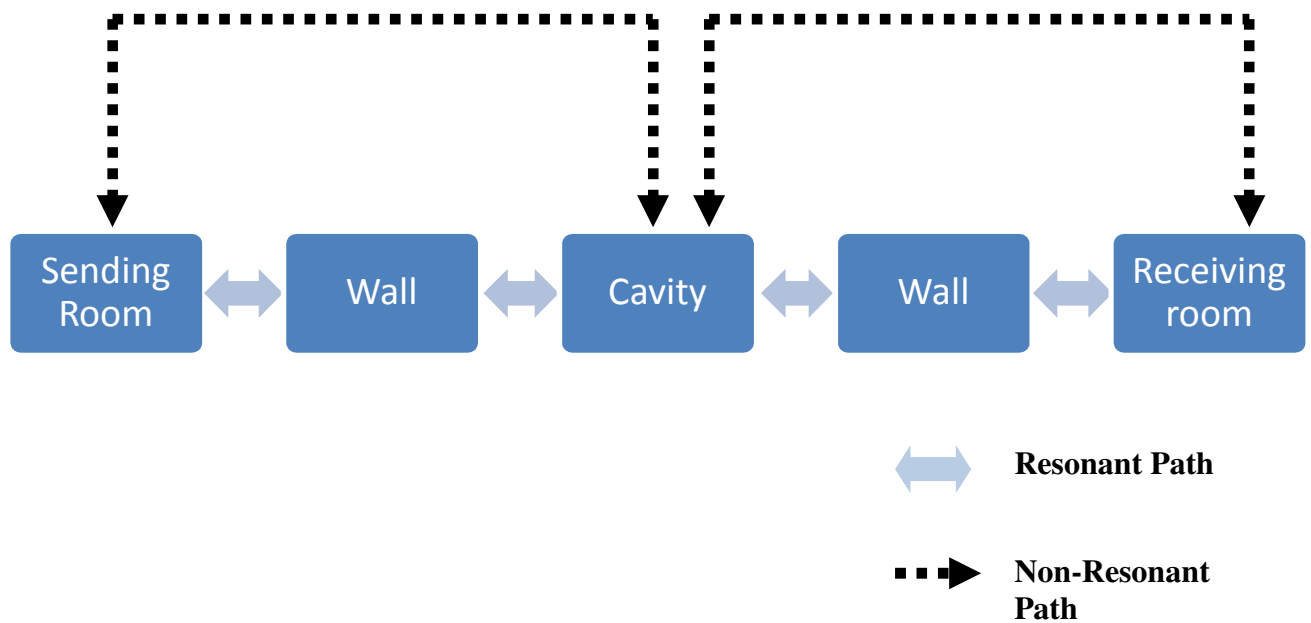 Sending
Room
Wall
Cavity
Wall
Receiving
room
Resonant Path
Non-Resonant
Path